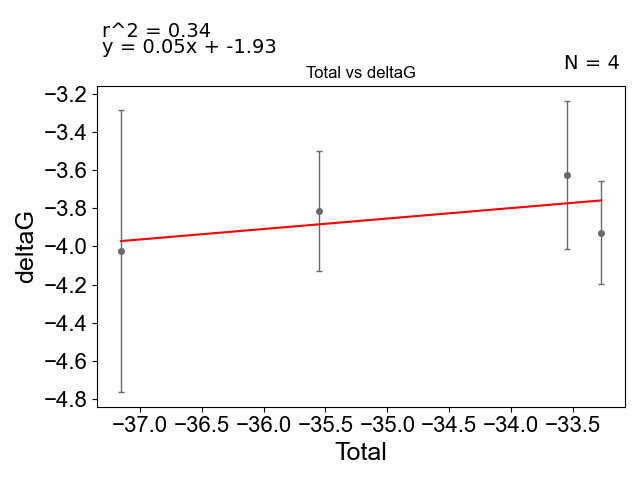 r^2 = 0.34
y = 0.05x + -1.93
N = 4
Total vs deltaG
−3.2
−3.4
−3.6
−3.8
−4.0
−4.2
−4.4
−4.6
−4.8
deltaG
−37.0 −36.5 −36.0 −35.5 −35.0 −34.5 −34.0 −33.5
Total